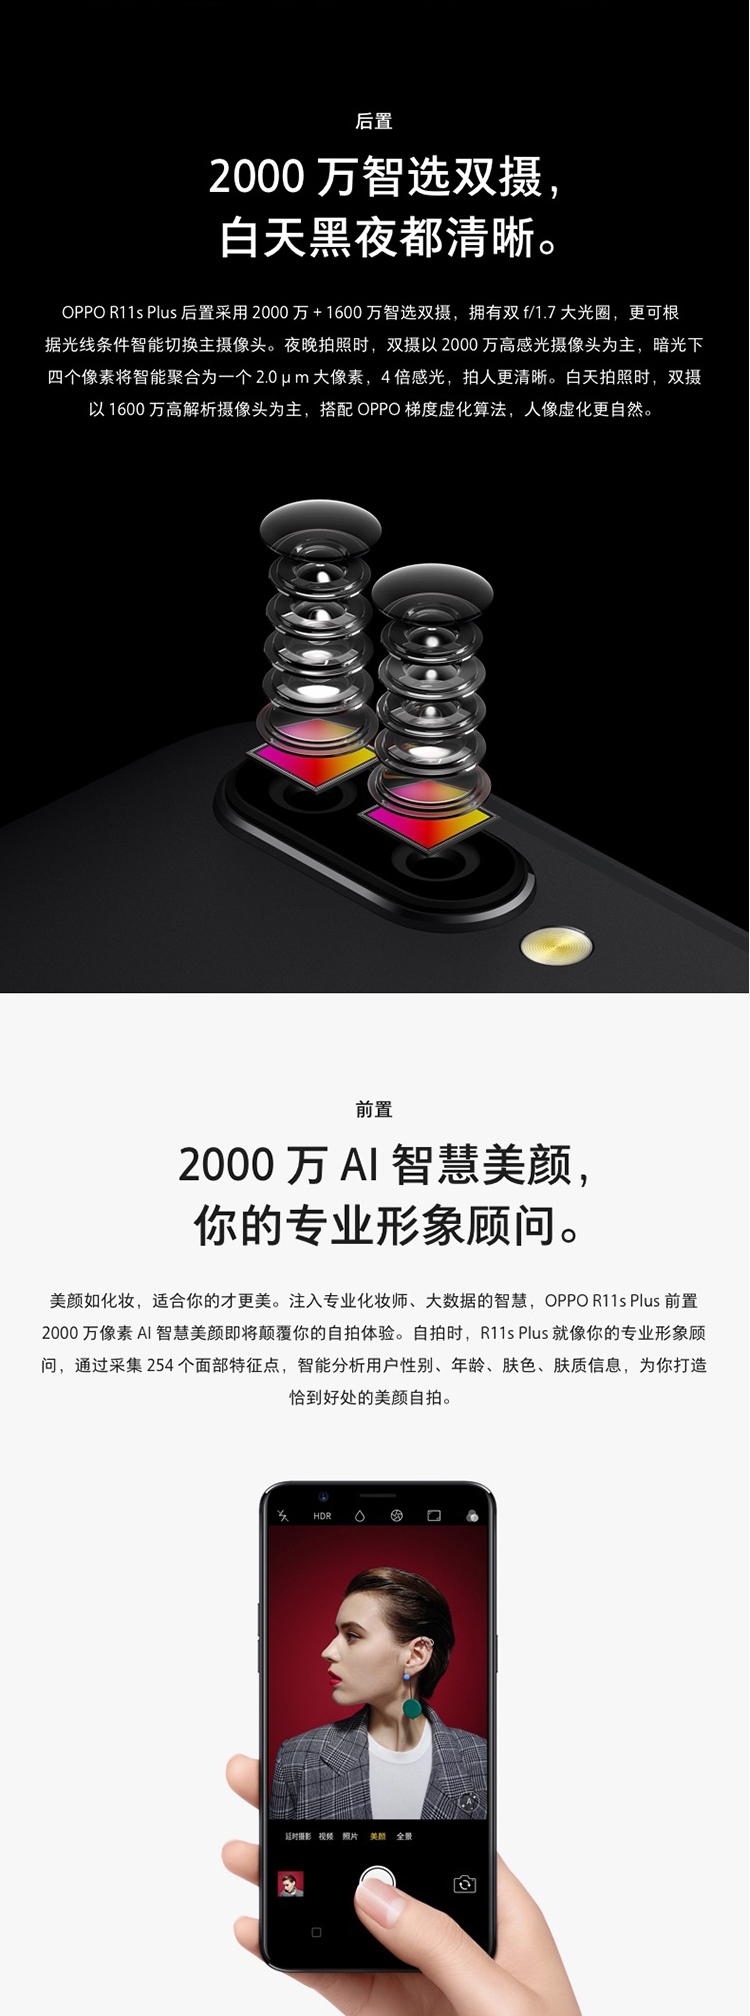 后置
2000 万智选双摄，
白天黑夜都清晰。
OPPO R11s Plus 后置采用 2000 万 + 1600 万智选双摄，拥有双 f/1.7 大光圈，更可根
据光线条件智能切换主摄像头。夜晚拍照时，双摄以 2000 万高感光摄像头为主，暗光下
四个像素将智能聚合为一个 2.0 μ m 大像素，4 倍感光，拍人更清晰。白天拍照时，双摄
以 1600 万高解析摄像头为主，搭配 OPPO 梯度虚化算法，人像虚化更自然。
前置
2000 万 AI 智慧美颜，
你的专业形象顾问。
美颜如化妆，适合你的才更美。注入专业化妆师、大数据的智慧，OPPO R11s Plus 前置
2000 万像素 AI 智慧美颜即将颠覆你的自拍体验。自拍时，R11s Plus 就像你的专业形象顾
问，通过采集 254 个面部特征点，智能分析用户性别、年龄、肤色、肤质信息，为你打造
恰到好处的美颜自拍。
HDR
A
延时摄影 视频 照片 美颜 全景